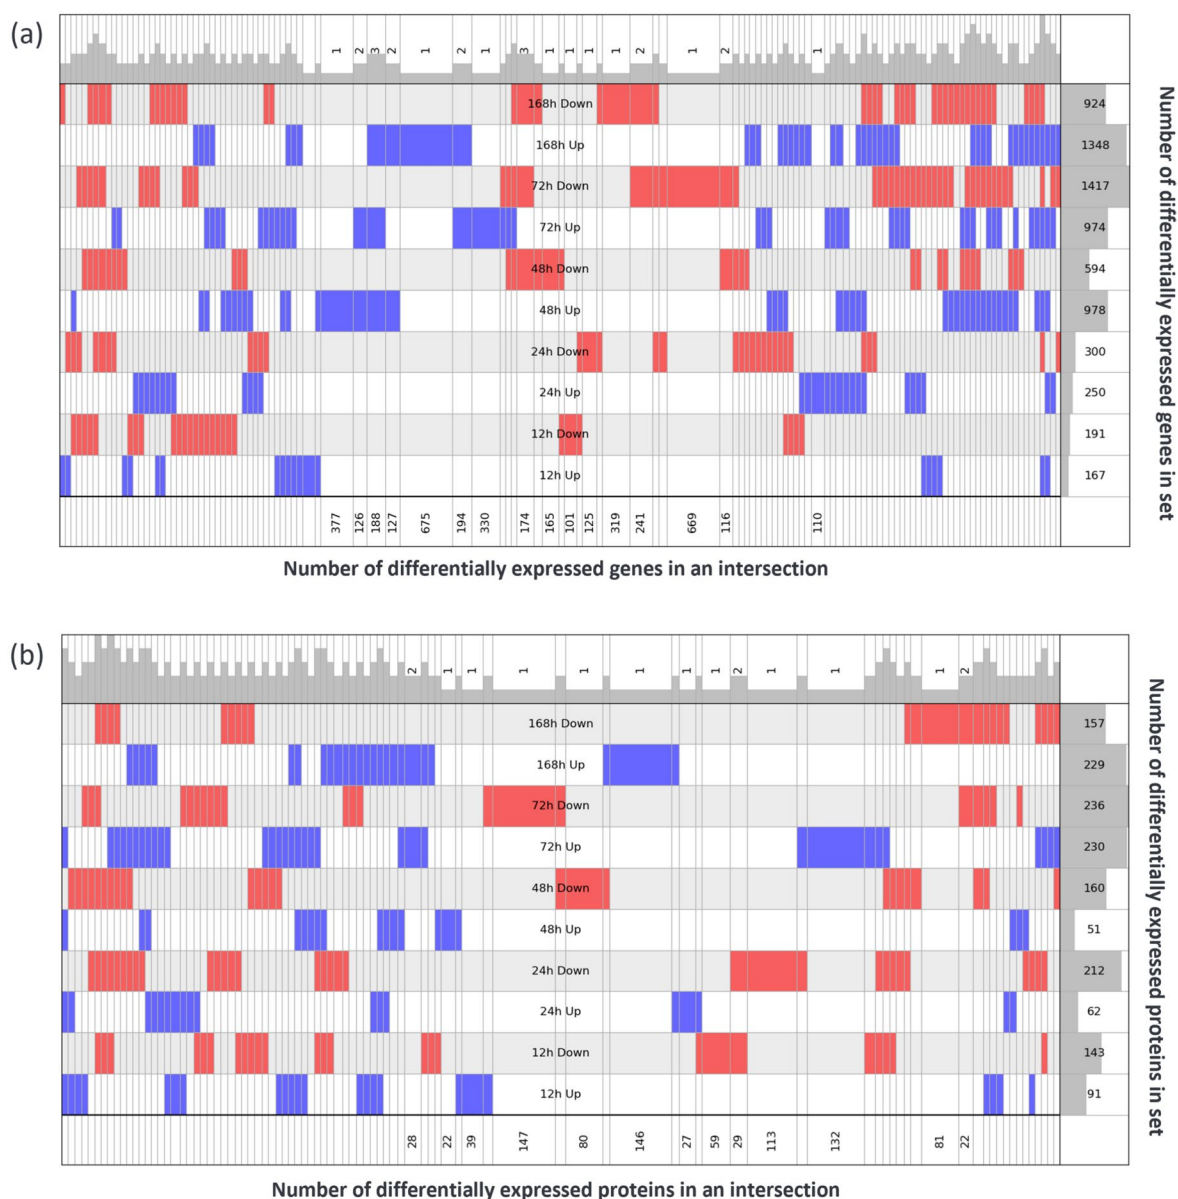 (a)
1 2 3 2 1 2 1 3 1 1 1 1 2 1 2 1
168h Down 924
168h Up 1348
72h Down 1417
72h Up 974
48h Down 594
48h Up 978
24h Down 300
24h Up 250
12h Down 191
12h Up 167
377 126 188 127 675 194 330 174 165 101 125 319 241 669 116 110
Number of differentially expressed genes in an intersection
Number of differentially expressed genes in set
(b)
2 1 1 1 1 1 1 1 2 1 1 1 2
168h Down 157
168h Up 229
72h Down 236
72h Up 230
48h Down 160
48h Up 51
24h Down 212
24h Up 62
12h Down 143
12h Up 91
28 22 39 147 80 146 27 59 29 113 132 81 22
Number of differentially expressed proteins in an intersection
Number of differentially expressed proteins in set